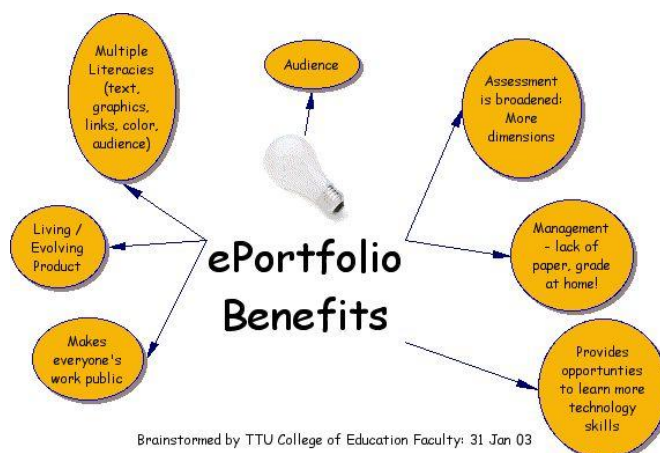 Multiple
Literacies
(text,
graphics,
links, color,
audience)
Audience
Assessment
is broadened:
More
dimensions
Living /
Evolving
Product
ePortfolio
Benefits
Management
- lack of
paper, grade
at home!
Makes
everyone's
work public
Provides
opportunties
to learn more
technology
skills
Brainstormed by TTU College of Education Faculty: 31 Jan 03